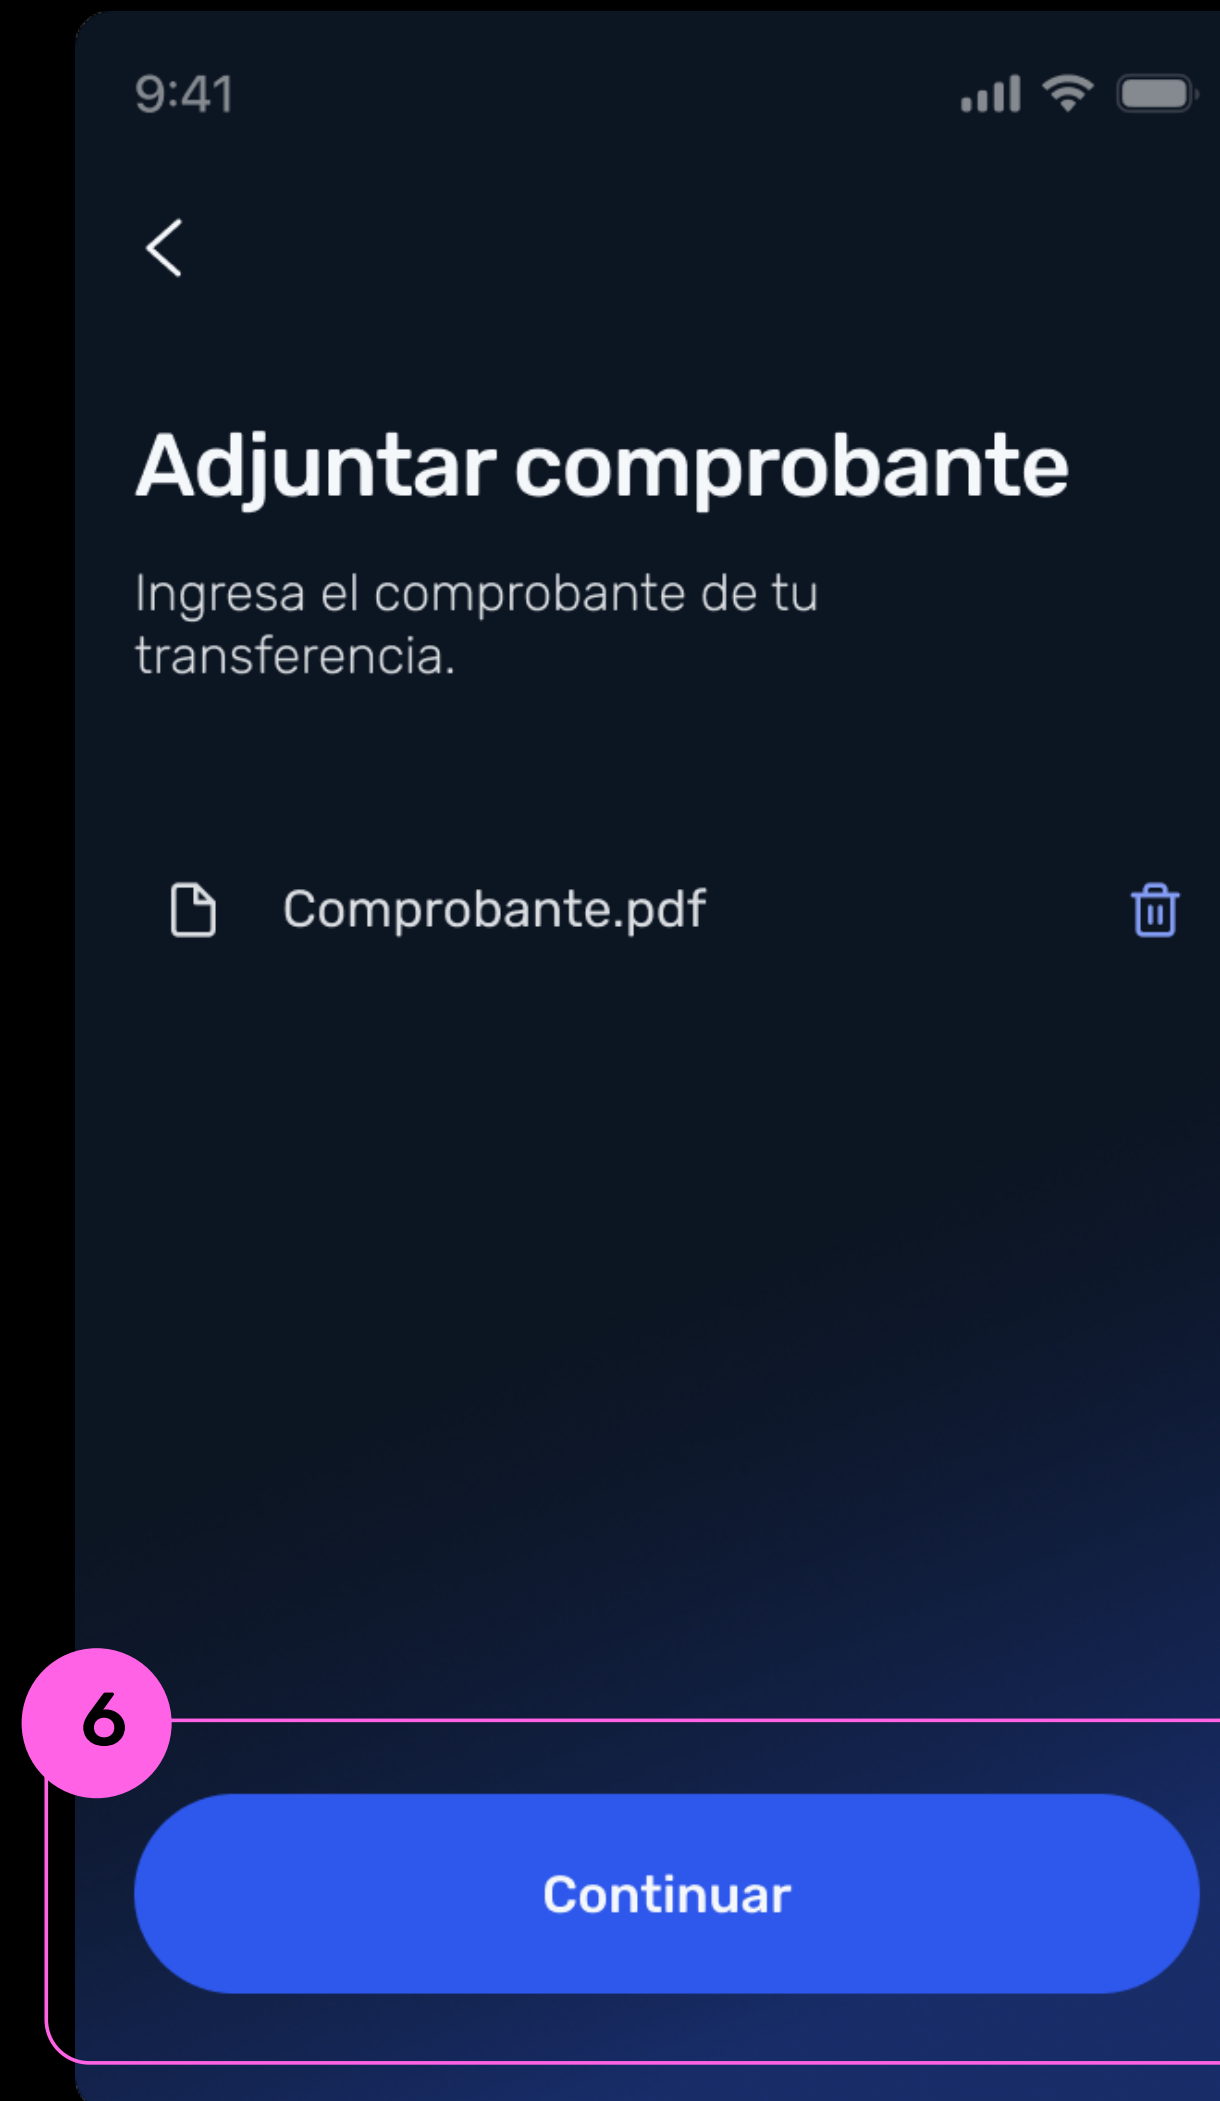 9:41
Adjuntar comprobante
Ingresa el comprobante de tu
transferencia.
Comprobante.pdf
6
Continuar